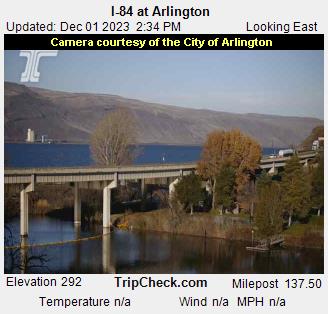 I-84 at Arlington
Updated: Dec 01 2023 2:34 PM Looking East
Camera courtesy of the City of Arlington
Elevation 292 TripCheck.com Milepost 137.50
Temperature n/a Wind n/a MPH n/a